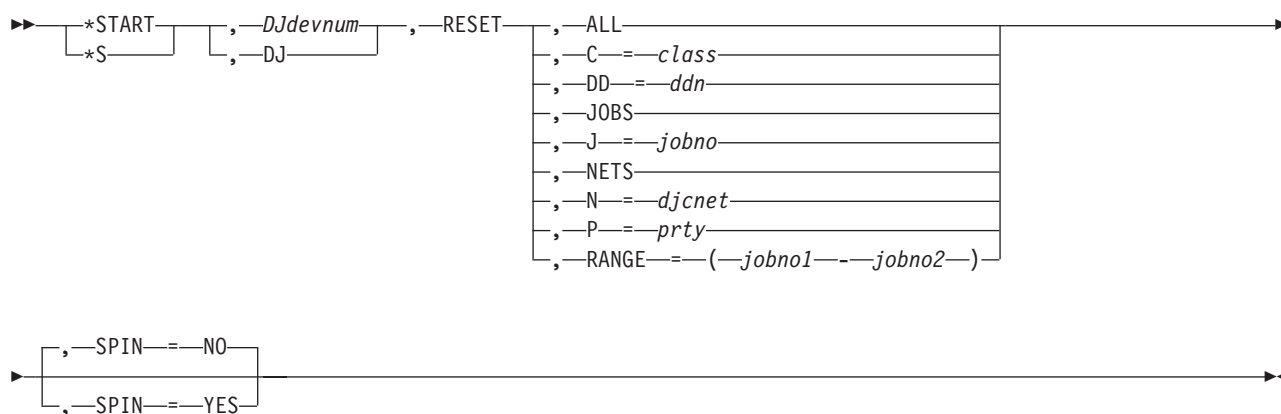 *START , DJdevnum , RESET , ALL
*S , DJ , C = class
, DD = ddn
, JOBS
, J = jobno
, NETS
, N = djcnet
, P = prty
, RANGE = ( jobno1 - jobno2 )
, SPIN = NO
, SPIN = YES